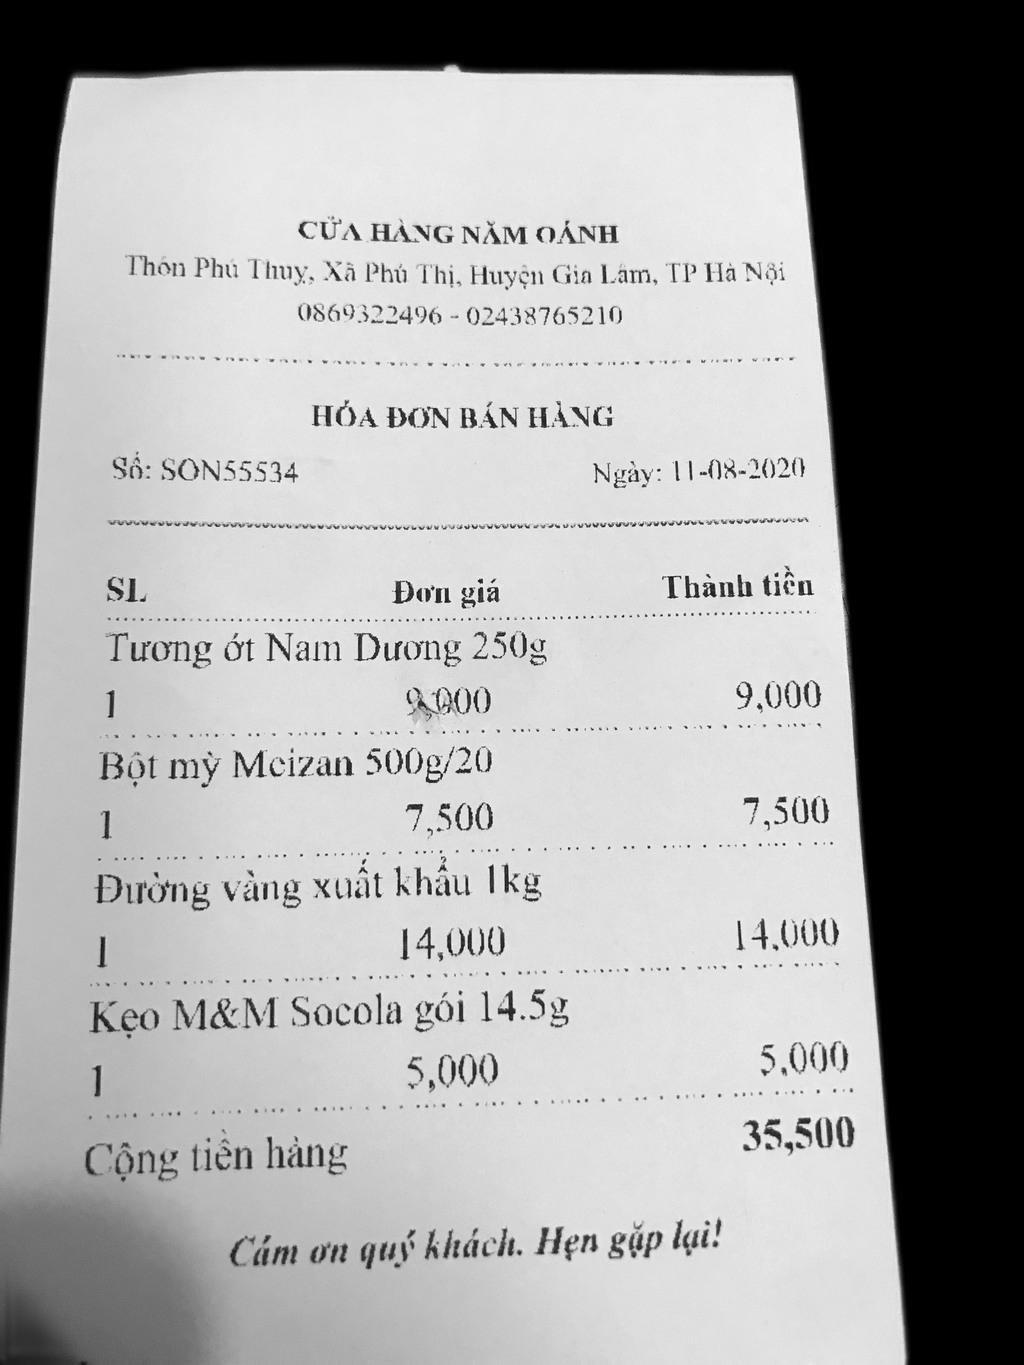 CỬA HÀNG NĂM OÁNH
Thôn Phú Thuỵ, Xã Phú Thị, Huyện Gia Lâm, TP Hà Nội
0869322496 - 02438765210
HÓA ĐƠN BÁN HÀNG
Số: SON55534 Ngày: 11-08-2020
SL Đơn giá Thành tiền
Tương ớt Nam Dương 250g
1 9,000 9,000
Bột mỳ Meizan 500g/20
1 7,500 7,500
Đường vàng xuất khẩu 1kg
1 14,000 14,000
Kẹo M&M Socola gói 14.5g
1 5,000 5,000
Cộng tiền hàng 35,500
Cám ơn quý khách. Hẹn gặp lại!